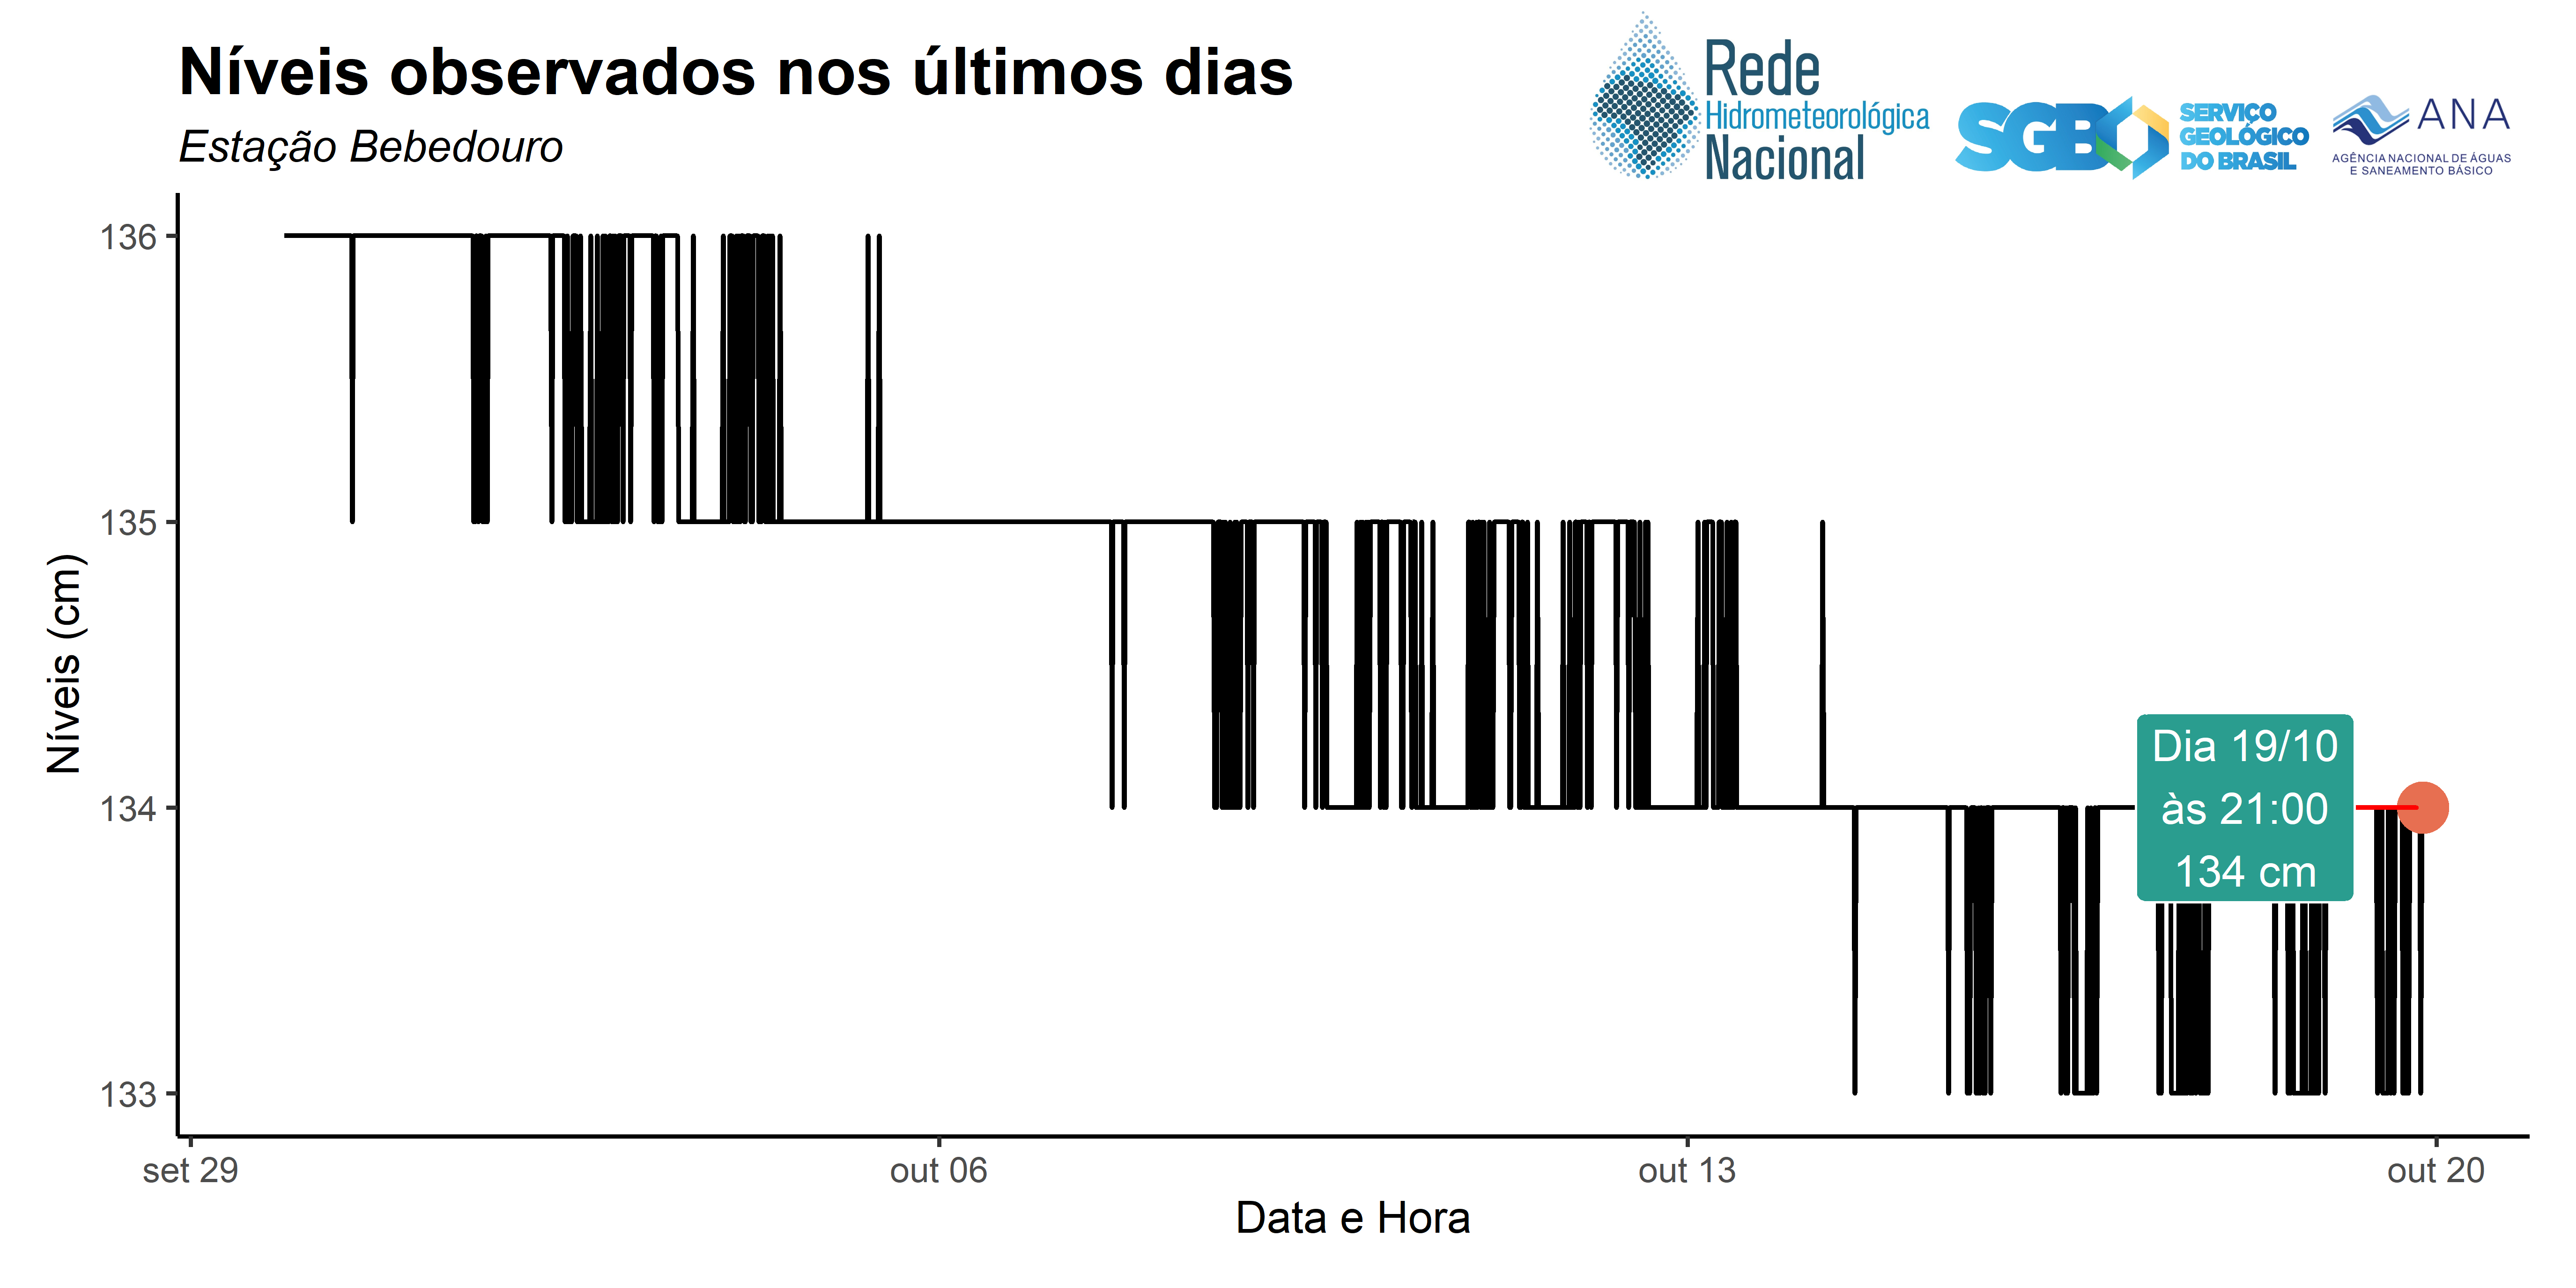 Níveis observados nos últimos dias
Estação Bebedouro
Rede
Hidrometeorológica
Nacional
SGB
SERVIÇO
GEOLÓGICO
DO BRASIL
ANA
AGÊNCIA NACIONAL DE ÁGUAS
E SANEAMENTO BÁSICO
136
135
134
133
Níveis (cm)
Dia 19/10
às 21:00
134 cm
set 29
out 06
out 13
out 20
Data e Hora